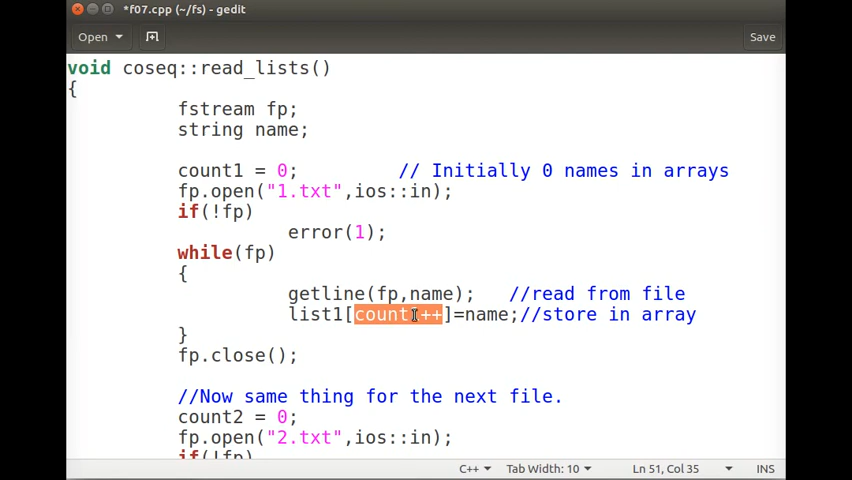 *f07.cpp (~/fs) - gedit
Open Save
void coseq::read_lists()
{
fstream fp;
string name;
count1 = 0; // Initially 0 names in arrays
fp.open("1.txt",ios::in);
if(!fp)
error(1);
while(fp)
{
getline(fp,name); //read from file
list1[count1++]=name;//store in array
}
fp.close();
//Now same thing for the next file.
count2 = 0;
fp.open("2.txt",ios::in);
if(!fp)
C++ Tab Width: 10 Ln 51, Col 35 INS